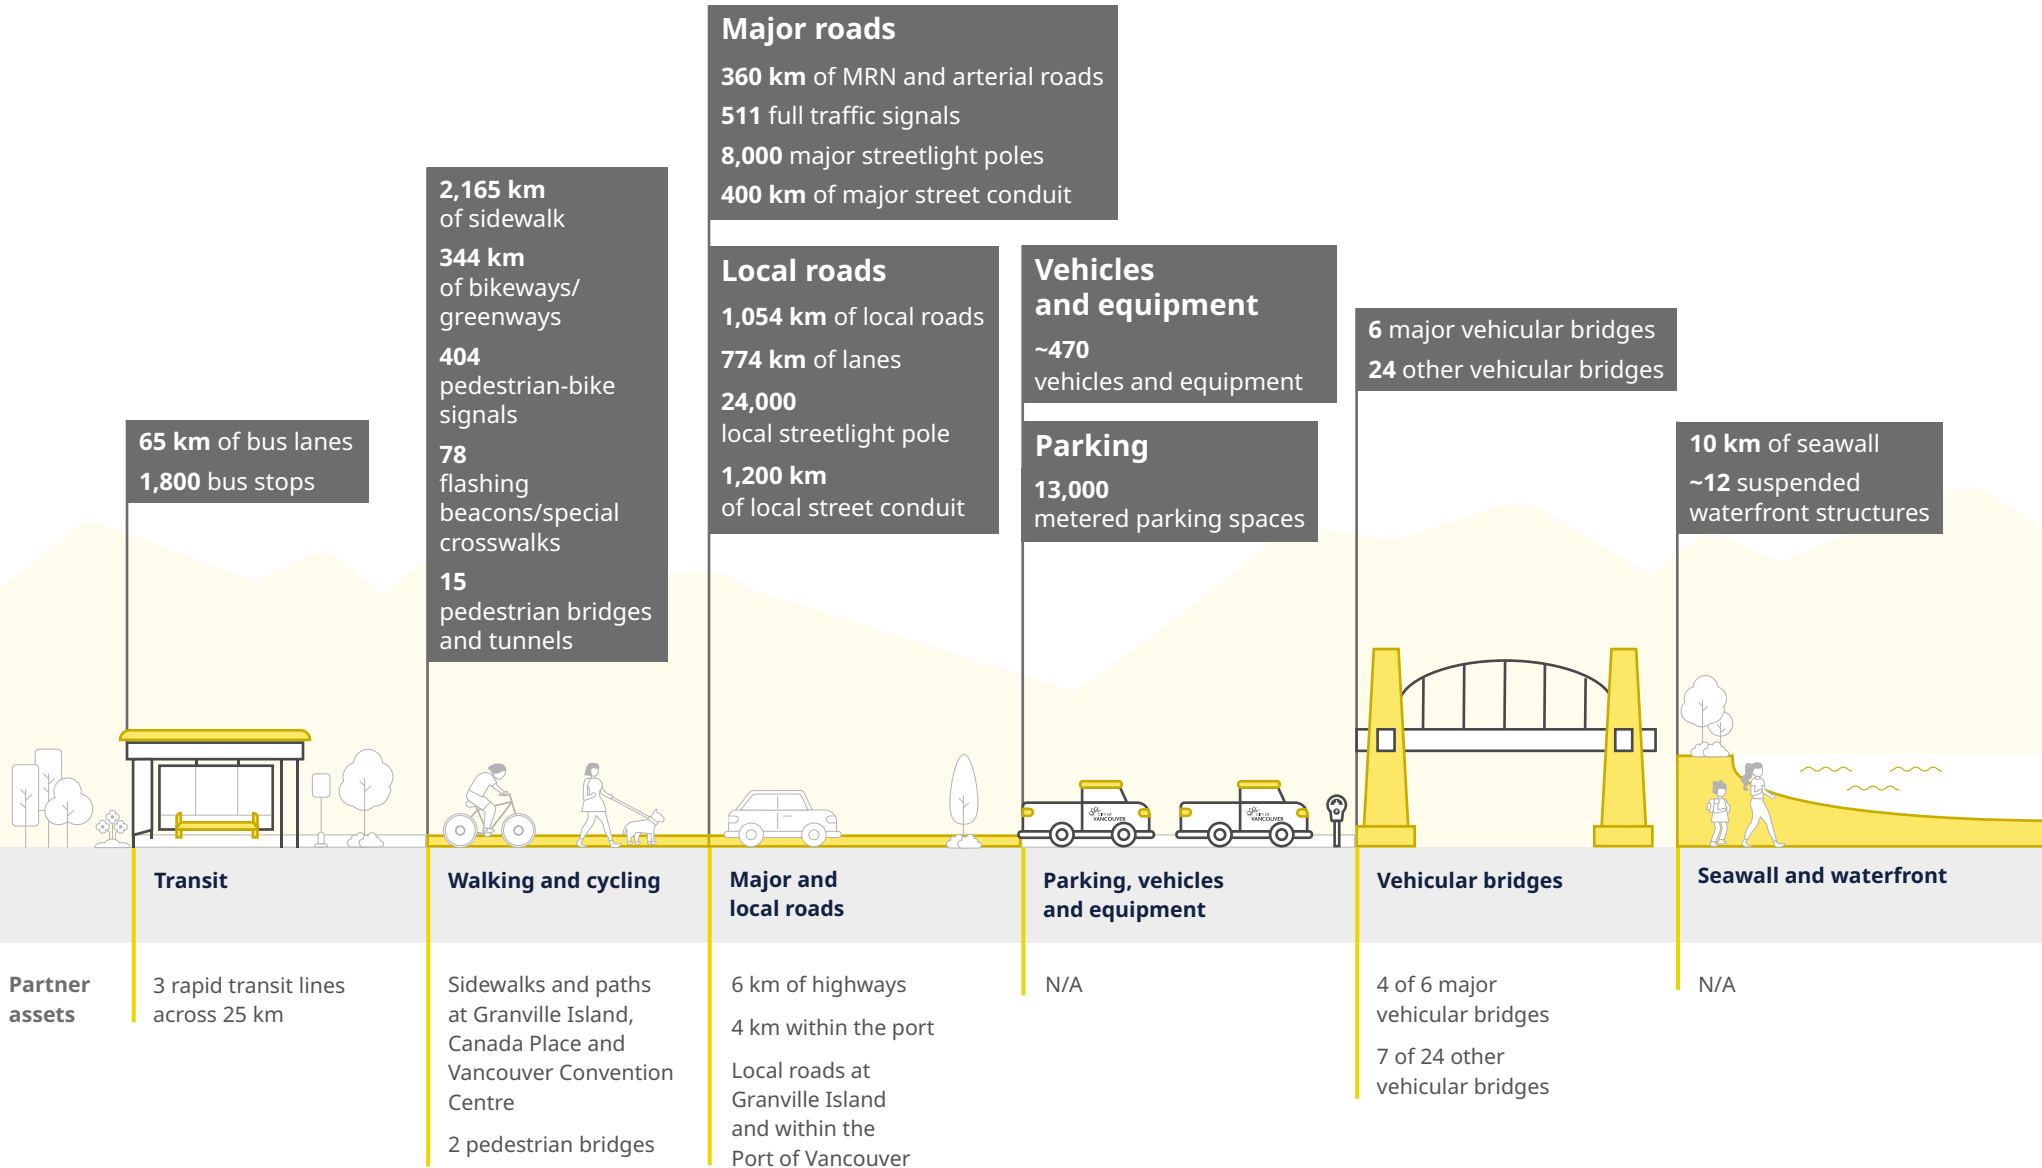 Major roads
360 km of MRN and arterial roads
511 full traffic signals
8,000 major streetlight poles
400 km of major street conduit
2,165 km
of sidewalk
344 km
of bikeways/
greenways
404
pedestrian-bike
signals
78
flashing
beacons/special
crosswalks
15
pedestrian bridges
and tunnels
Local roads
1,054 km of local roads
774 km of lanes
24,000
local streetlight pole
1,200 km
of local street conduit
Vehicles
and equipment
~470
vehicles and equipment
Parking
13,000
metered parking spaces
6 major vehicular bridges
24 other vehicular bridges
65 km of bus lanes
1,800 bus stops
10 km of seawall
~12 suspended
waterfront structures
CITY OF
VANCOUVER
CITY OF
VANCOUVER
Transit
Walking and cycling
Major and
local roads
Parking, vehicles
and equipment
Vehicular bridges
Seawall and waterfront
Partner
assets
3 rapid transit lines
across 25 km
Sidewalks and paths
at Granville Island,
Canada Place and
Vancouver Convention
Centre
2 pedestrian bridges
6 km of highways
4 km within the port
Local roads at
Granville Island
and within the
Port of Vancouver
N/A
4 of 6 major
vehicular bridges
7 of 24 other
vehicular bridges
N/A